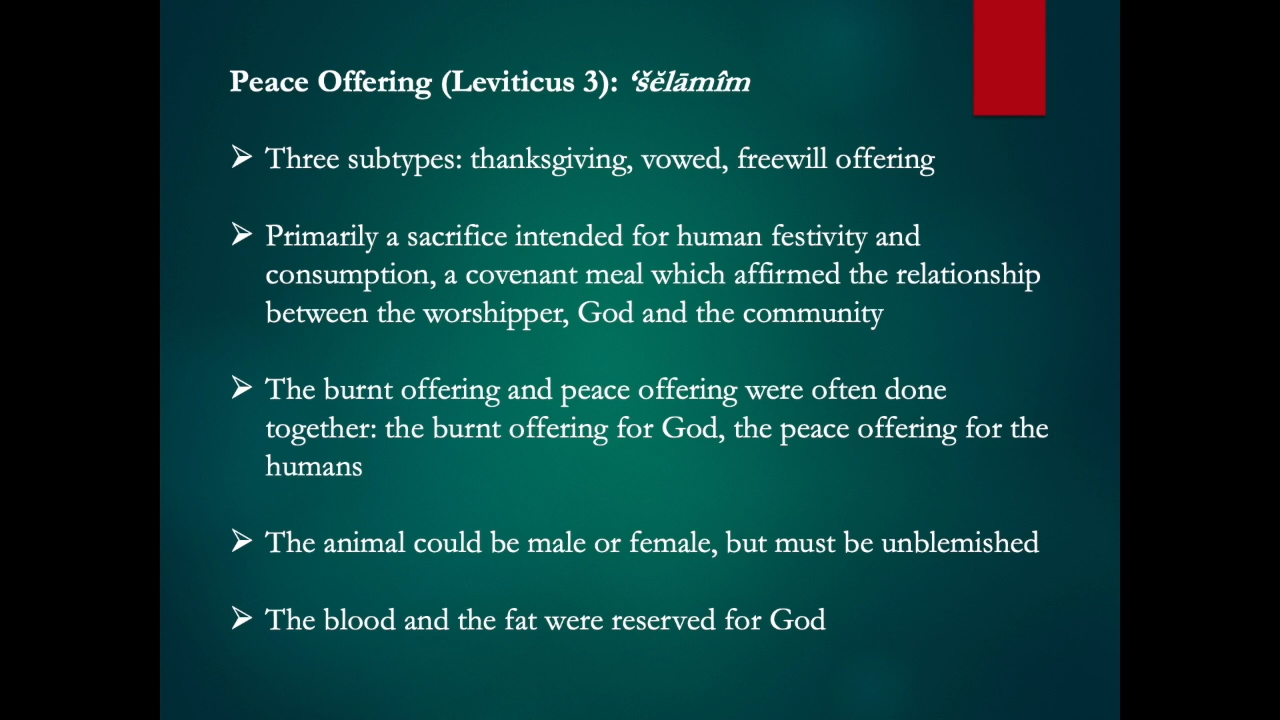 Peace Offering (Leviticus 3): ‘šĕlāmîm
➢ Three subtypes: thanksgiving, vowed, freewill offering
➢ Primarily a sacrifice intended for human festivity and
consumption, a covenant meal which affirmed the relationship
between the worshipper, God and the community
➢ The burnt offering and peace offering were often done
together: the burnt offering for God, the peace offering for the
humans
➢ The animal could be male or female, but must be unblemished
➢ The blood and the fat were reserved for God